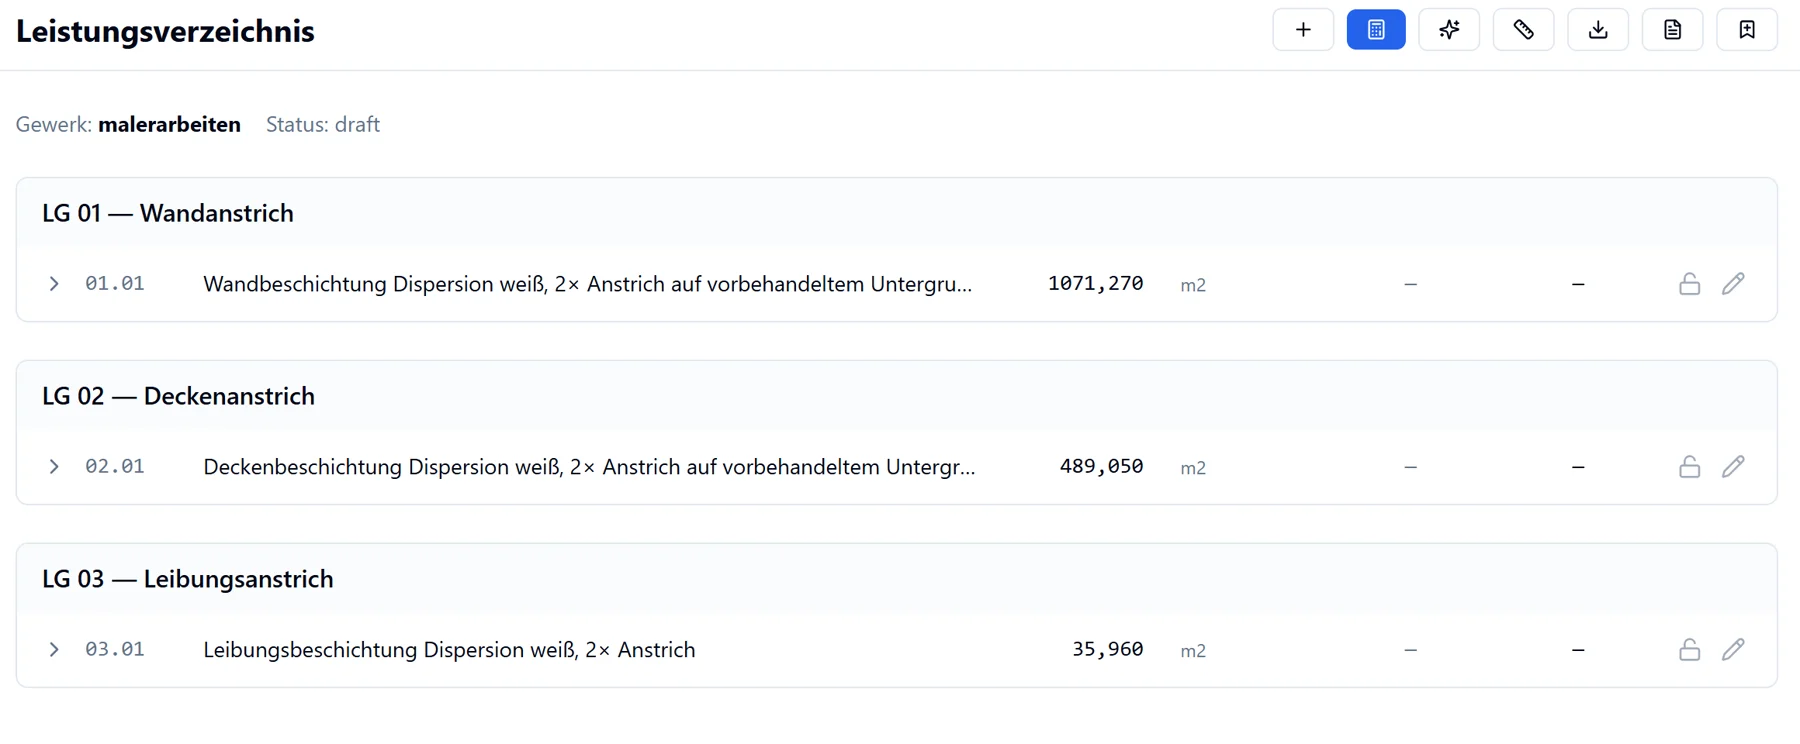 Leistungsverzeichnis
Gewerk: malerarbeiten Status: draft
LG 01 — Wandanstrich
01.01 Wandbeschichtung Dispersion weiß, 2× Anstrich auf vorbehandeltem Untergru... 1071,270 m2 – –
LG 02 — Deckenanstrich
02.01 Deckenbeschichtung Dispersion weiß, 2× Anstrich auf vorbehandeltem Untergr... 489,050 m2 – –
LG 03 — Leibungsanstrich
03.01 Leibungsbeschichtung Dispersion weiß, 2× Anstrich 35,960 m2 – –